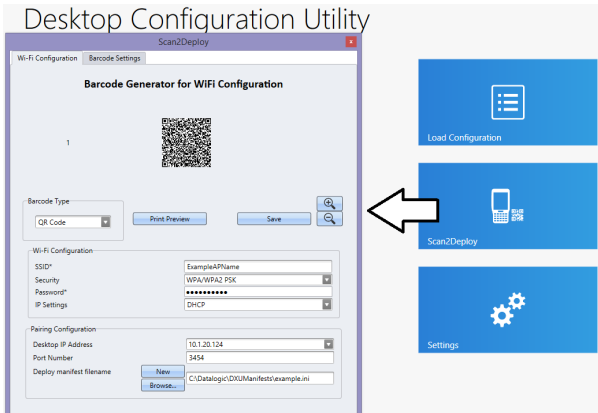 Desktop Configuration Utility
Scan2Deploy
x
Wi-Fi Configuration Barcode Settings
Barcode Generator for WiFi Configuration
1
Barcode Type
QR Code
Print Preview
Save
Wi-Fi Configuration
SSID* ExampleAPName
Security WPA/WPA2 PSK
Password* ●●●●●●●●●●
IP Settings DHCP
Pairing Configuration
Desktop IP Address 10.1.20.124
Port Number 3454
Deploy manifest filename New
Browse... C:\Datalogic\DXUManifests\example.ini
Load Configuration
Scan2Deploy
Settings